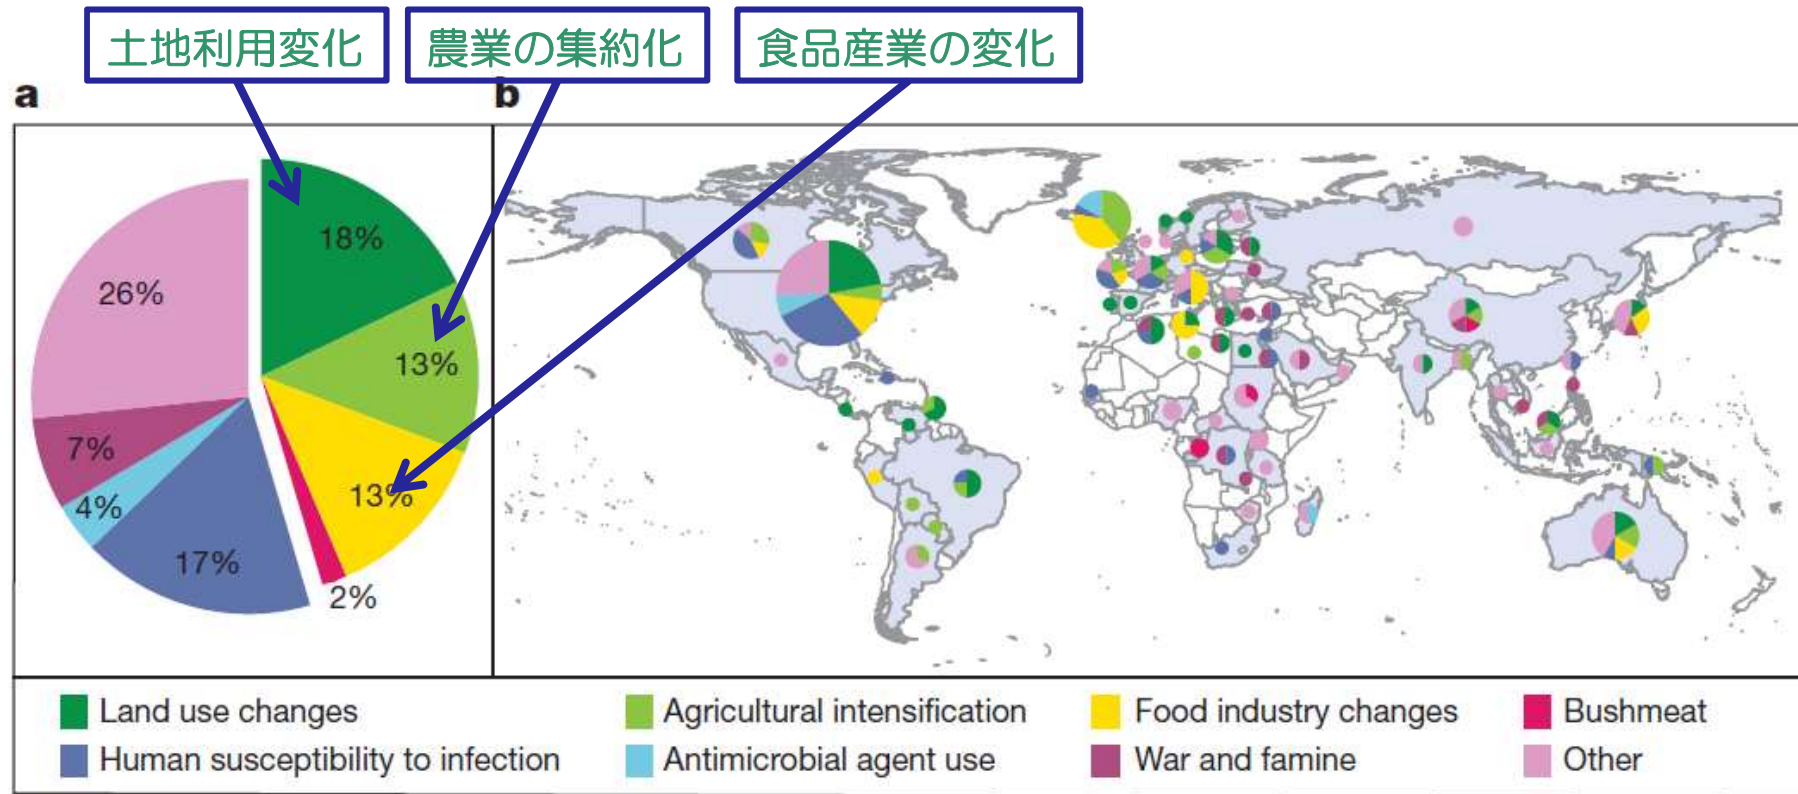 土地利用変化
農業の集約化
食品産業の変化
a
b
18%
13%
13%
2%
17%
4%
7%
26%
Land use changes
Agricultural intensification
Food industry changes
Bushmeat
Human susceptibility to infection
Antimicrobial agent use
War and famine
Other